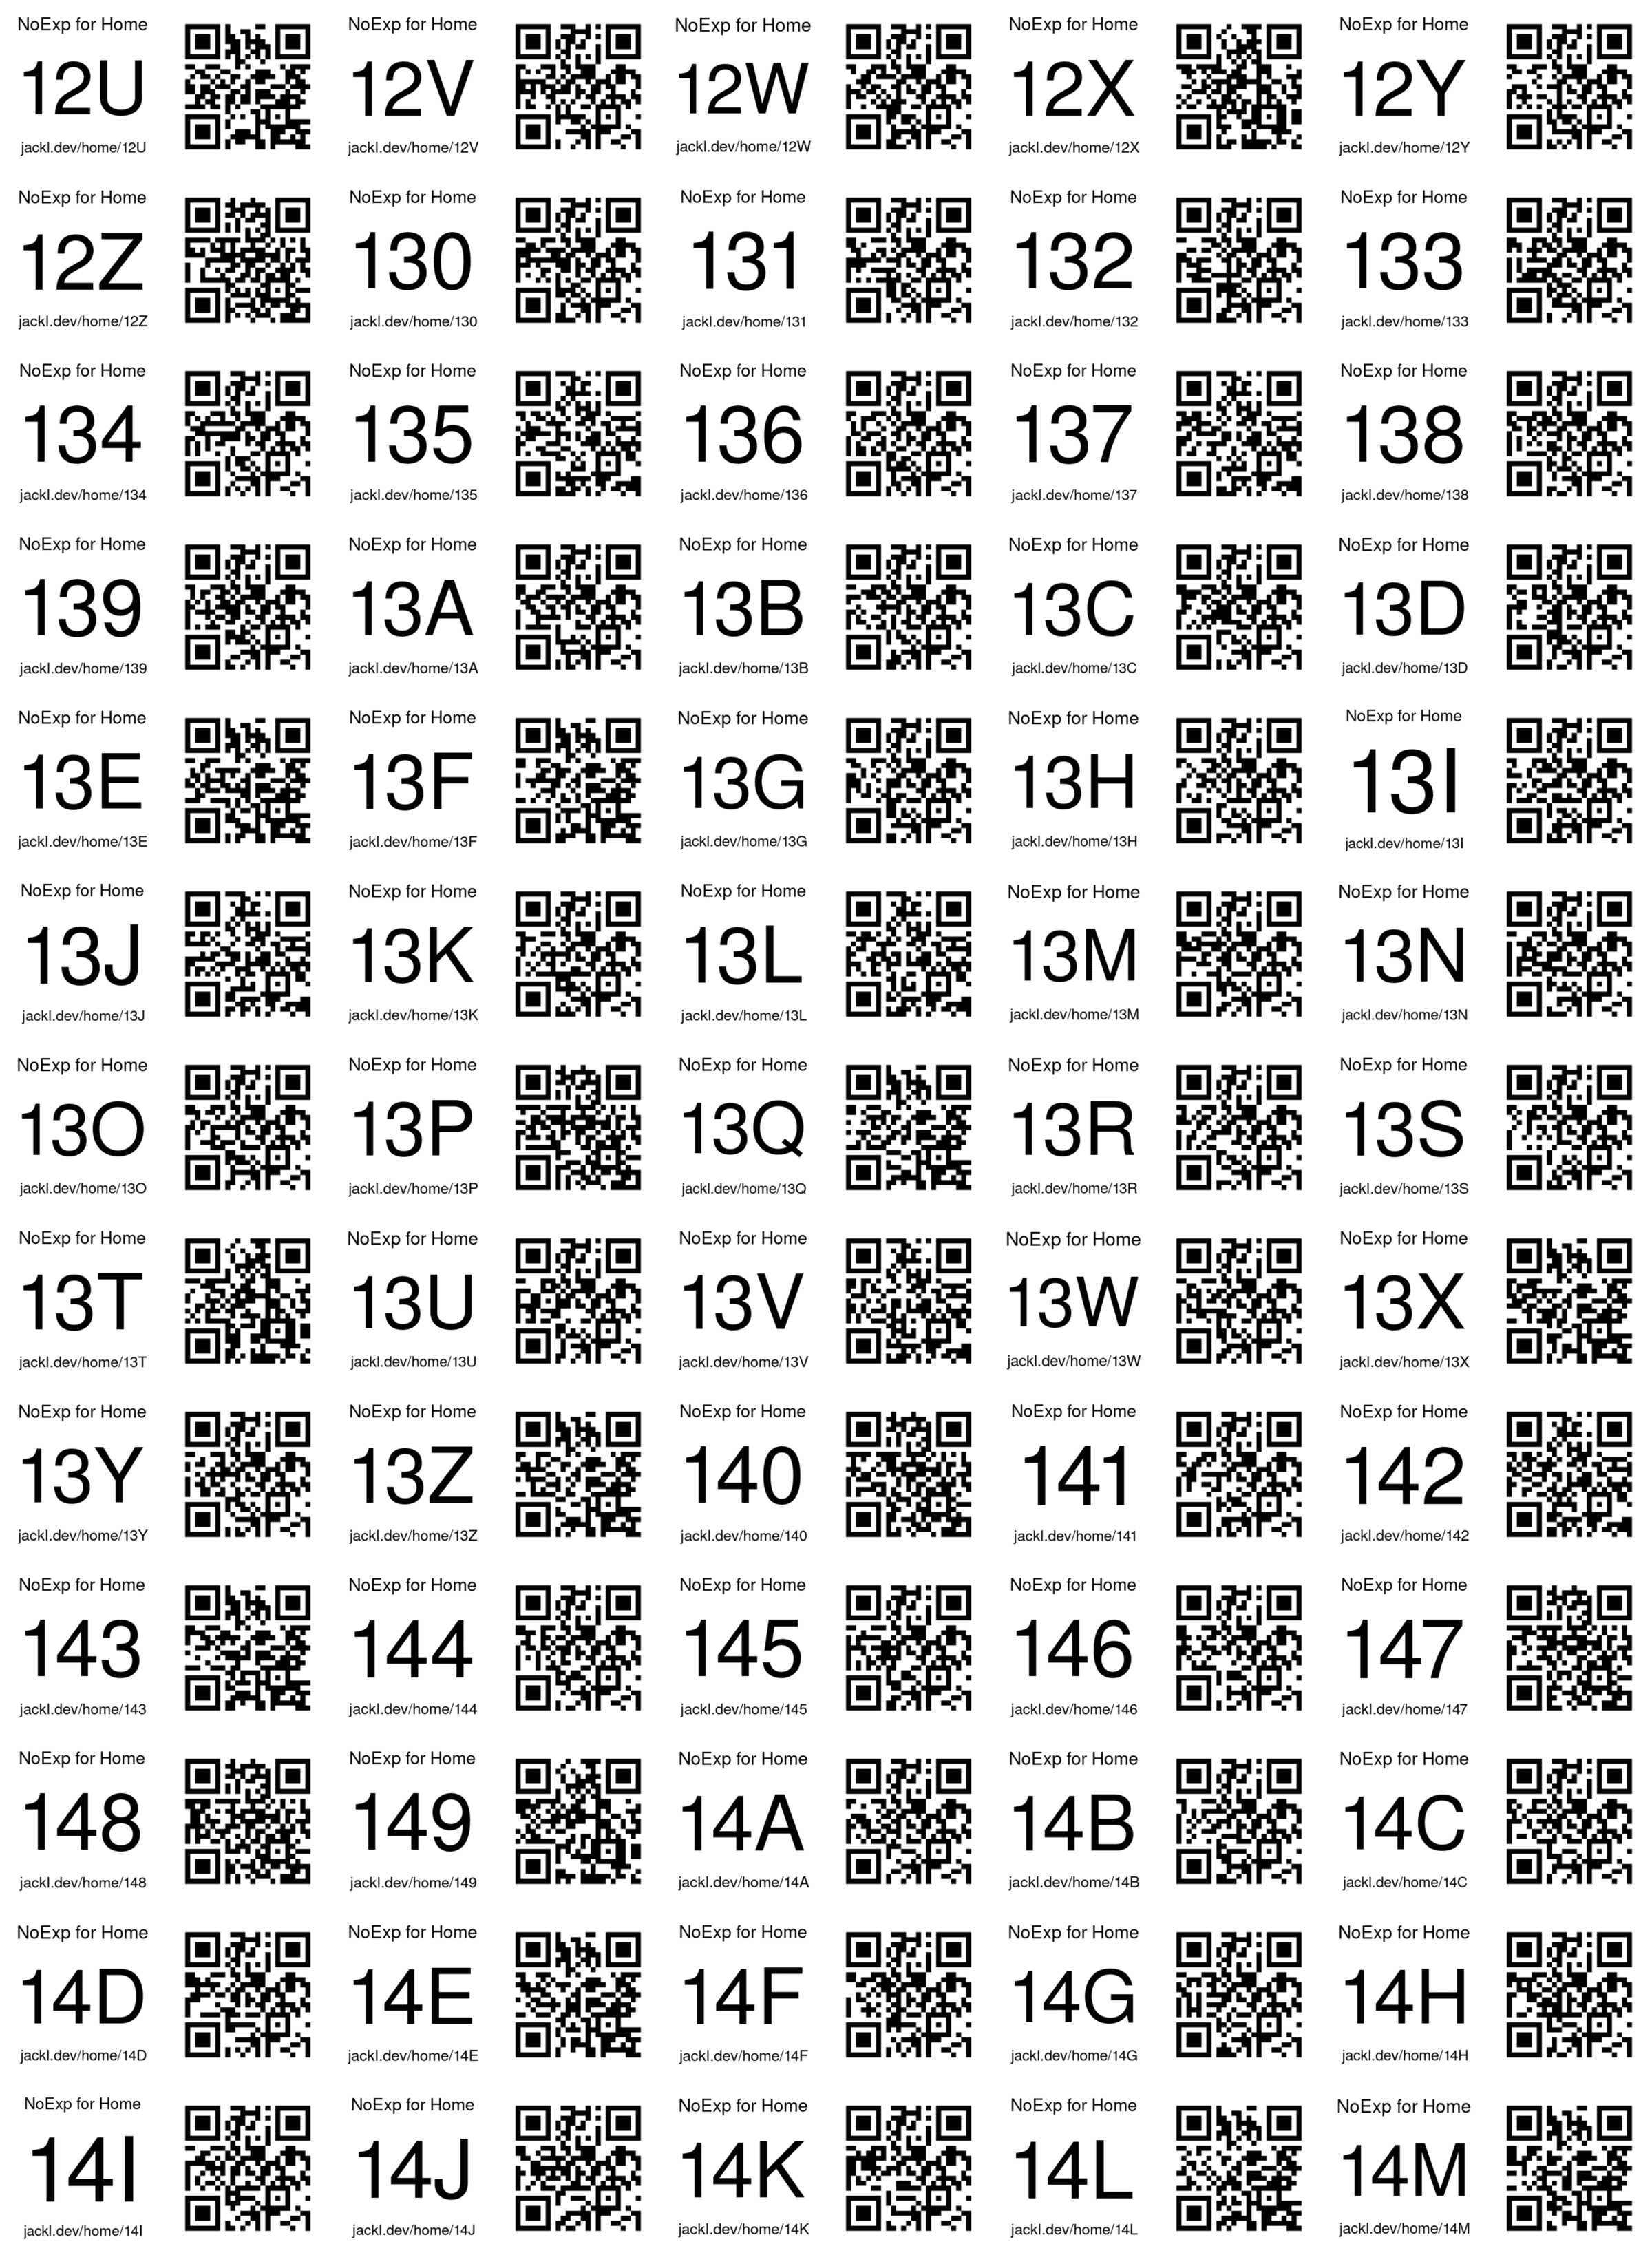 NoExp for Home
12U
jackl.dev/home/12U
NoExp for Home
12V
jackl.dev/home/12V
NoExp for Home
12W
jackl.dev/home/12W
NoExp for Home
12X
jackl.dev/home/12X
NoExp for Home
12Y
jackl.dev/home/12Y
NoExp for Home
12Z
jackl.dev/home/12Z
NoExp for Home
130
jackl.dev/home/130
NoExp for Home
131
jackl.dev/home/131
NoExp for Home
132
jackl.dev/home/132
NoExp for Home
133
jackl.dev/home/133
NoExp for Home
134
jackl.dev/home/134
NoExp for Home
135
jackl.dev/home/135
NoExp for Home
136
jackl.dev/home/136
NoExp for Home
137
jackl.dev/home/137
NoExp for Home
138
jackl.dev/home/138
NoExp for Home
139
jackl.dev/home/139
NoExp for Home
13A
jackl.dev/home/13A
NoExp for Home
13B
jackl.dev/home/13B
NoExp for Home
13C
jackl.dev/home/13C
NoExp for Home
13D
jackl.dev/home/13D
NoExp for Home
13E
jackl.dev/home/13E
NoExp for Home
13F
jackl.dev/home/13F
NoExp for Home
13G
jackl.dev/home/13G
NoExp for Home
13H
jackl.dev/home/13H
NoExp for Home
13I
jackl.dev/home/13I
NoExp for Home
13J
jackl.dev/home/13J
NoExp for Home
13K
jackl.dev/home/13K
NoExp for Home
13L
jackl.dev/home/13L
NoExp for Home
13M
jackl.dev/home/13M
NoExp for Home
13N
jackl.dev/home/13N
NoExp for Home
13O
jackl.dev/home/13O
NoExp for Home
13P
jackl.dev/home/13P
NoExp for Home
13Q
jackl.dev/home/13Q
NoExp for Home
13R
jackl.dev/home/13R
NoExp for Home
13S
jackl.dev/home/13S
NoExp for Home
13T
jackl.dev/home/13T
NoExp for Home
13U
jackl.dev/home/13U
NoExp for Home
13V
jackl.dev/home/13V
NoExp for Home
13W
jackl.dev/home/13W
NoExp for Home
13X
jackl.dev/home/13X
NoExp for Home
13Y
jackl.dev/home/13Y
NoExp for Home
13Z
jackl.dev/home/13Z
NoExp for Home
140
jackl.dev/home/140
NoExp for Home
141
jackl.dev/home/141
NoExp for Home
142
jackl.dev/home/142
NoExp for Home
143
jackl.dev/home/143
NoExp for Home
144
jackl.dev/home/144
NoExp for Home
145
jackl.dev/home/145
NoExp for Home
146
jackl.dev/home/146
NoExp for Home
147
jackl.dev/home/147
NoExp for Home
148
jackl.dev/home/148
NoExp for Home
149
jackl.dev/home/149
NoExp for Home
14A
jackl.dev/home/14A
NoExp for Home
14B
jackl.dev/home/14B
NoExp for Home
14C
jackl.dev/home/14C
NoExp for Home
14D
jackl.dev/home/14D
NoExp for Home
14E
jackl.dev/home/14E
NoExp for Home
14F
jackl.dev/home/14F
NoExp for Home
14G
jackl.dev/home/14G
NoExp for Home
14H
jackl.dev/home/14H
NoExp for Home
14I
jackl.dev/home/14I
NoExp for Home
14J
jackl.dev/home/14J
NoExp for Home
14K
jackl.dev/home/14K
NoExp for Home
14L
jackl.dev/home/14L
NoExp for Home
14M
jackl.dev/home/14M